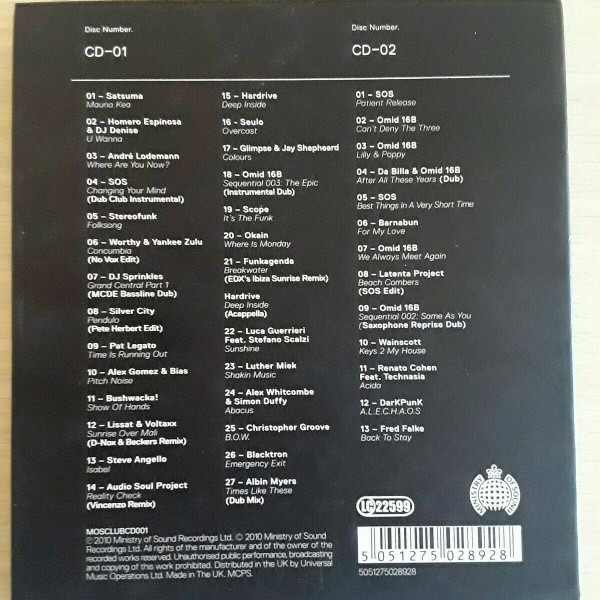 Disc Number.
CD-01
Disc Number.
CD-02
01 – Satsuma
Mauna Kea
02 – Homero Espinosa
& DJ Denise
U Wanna
03 – André Lodemann
Where Are You Now?
04 – SOS
Changing Your Mind
(Dub Club Instrumental)
05 – Stereofunk
Folksong
06 – Worthy & Yankee Zulu
Concumbia
(No Vox Edit)
07 – DJ Sprinkles
Grand Central Part 1
(MCDE Bassline Dub)
08 – Silver City
Pendulo
(Pete Herbert Edit)
09 – Pat Legato
Time Is Running Out
10 – Alex Gomez & Bias
Pitch Noise
11 – Bushwacka!
Show Of Hands
12 – Lissat & Voltaxx
Sunrise Over Mali
(D-Nox & Beckers Remix)
13 – Steve Angello
Isabel
14 – Audio Soul Project
Reality Check
(Vincenzo Remix)
15 – Hardrive
Deep Inside
16 - Seulo
Overcast
17 – Glimpse & Jay Shepheard
Colours
18 – Omid 16B
Sequential 003: The Epic
(Instrumental Dub)
19 – Scope
It's The Funk
20 – Okain
Where Is Monday
21 – Funkagenda
Breakwater
(EDX's Ibiza Sunrise Remix)
Hardrive
Deep Inside
(Acappella)
22 – Luca Guerrieri
Feat. Stefano Scalzi
Sunshine
23 – Luther Miek
Shakin Music
24 – Alex Whitcombe
& Simon Duffy
Abacus
25 – Christopher Groove
B.O.W.
26 – Blacktron
Emergency Exit
27 – Albin Myers
Times Like These
(Dub Mix)
01 – SOS
Patient Release
02 – Omid 16B
Can't Deny The Three
03 – Omid 16B
Lilly & Poppy
04 – Da Billa & Omid 16B
After All These Years (Dub)
05 – SOS
Best Things in A Very Short Time
06 – Barnabun
For My Love
07 – Omid 16B
We Always Meet Again
08 – Latenta Project
Beach Combers
(SOS Edit)
09 – Omid 16B
Sequential 002: Same As You
(Saxophone Reprise Dub)
10 – Wainscott
Keys 2 My House
11 – Renato Cohen
Feat. Technasia
Acida
12 – DarKPunK
A.L.E.C.H.A.O.S
13 – Fred Falke
Back To Stay
MOSCLUBCD001
℗ 2010 Ministry of Sound Recordings Ltd. © 2010 Ministry of Sound
Recordings Ltd. All rights of the manufacturer and of the owner of the
recorded works reserved. Unauthorised public performance, broadcasting
and copying of this work prohibited. Distributed in the UK by Universal
Music Operations Ltd. Made in The UK. MCPS.
LC 22599
MINISTRY OF SOUND
5 051275 028928
5051275028928